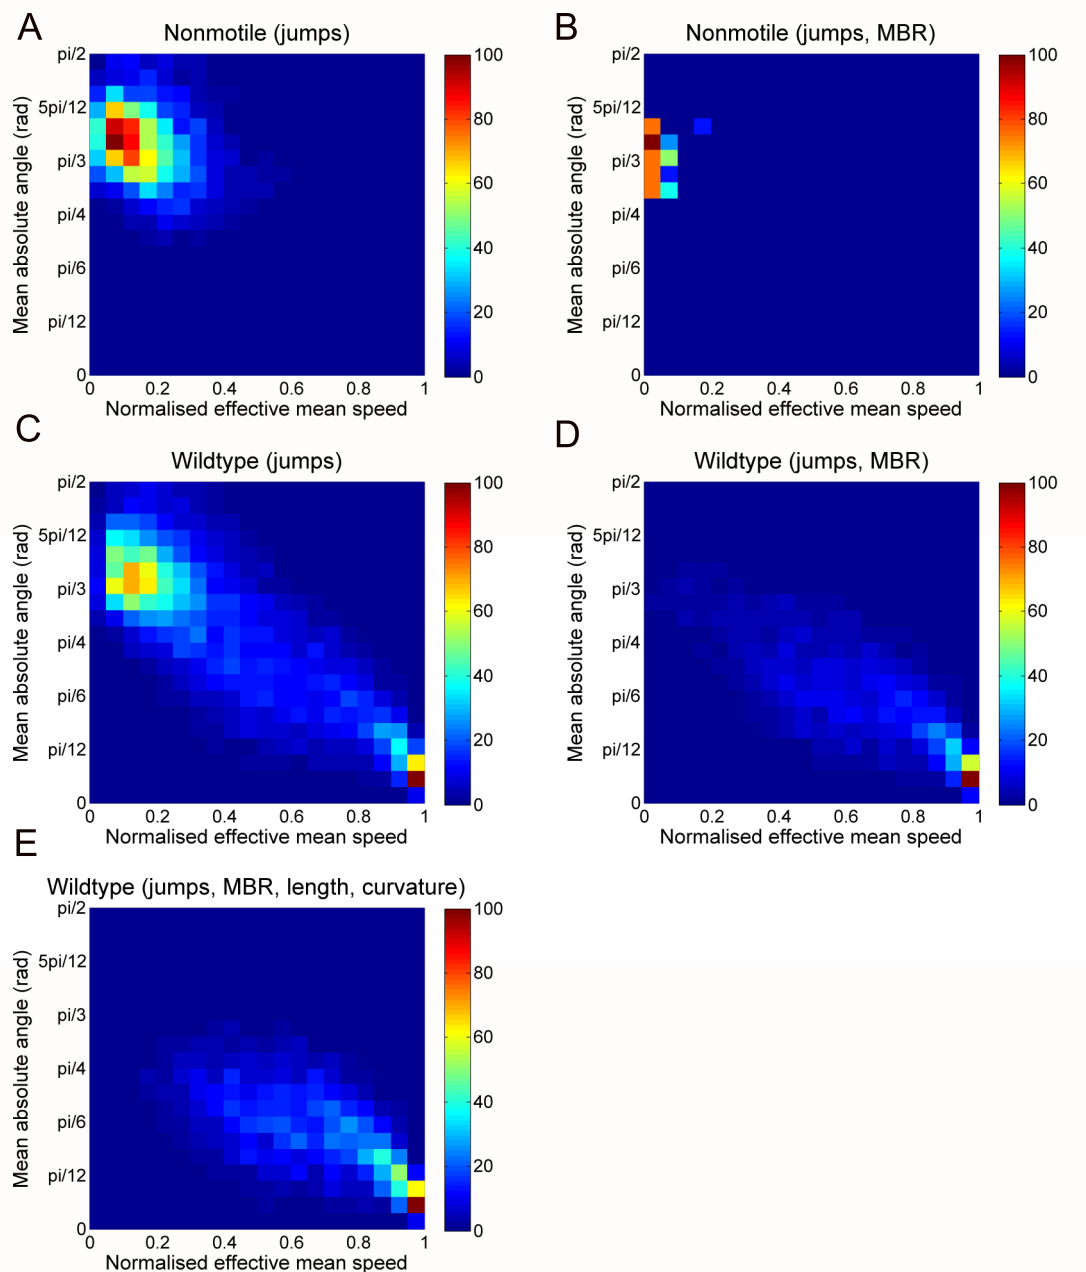 A
Nonmotile (jumps)
Mean absolute angle (rad)
pi/2
5pi/12
pi/3
pi/4
pi/6
pi/12
0
0 0.2 0.4 0.6 0.8 1
Normalised effective mean speed
100
80
60
40
20
0
B
Nonmotile (jumps, MBR)
Mean absolute angle (rad)
pi/2
5pi/12
pi/3
pi/4
pi/6
pi/12
0
0 0.2 0.4 0.6 0.8 1
Normalised effective mean speed
100
80
60
40
20
0
C
Wildtype (jumps)
Mean absolute angle (rad)
pi/2
5pi/12
pi/3
pi/4
pi/6
pi/12
0
0 0.2 0.4 0.6 0.8 1
Normalised effective mean speed
100
80
60
40
20
0
D
Wildtype (jumps, MBR)
Mean absolute angle (rad)
pi/2
5pi/12
pi/3
pi/4
pi/6
pi/12
0
0 0.2 0.4 0.6 0.8 1
Normalised effective mean speed
100
80
60
40
20
0
E
Wildtype (jumps, MBR, length, curvature)
Mean absolute angle (rad)
pi/2
5pi/12
pi/3
pi/4
pi/6
pi/12
0
0 0.2 0.4 0.6 0.8 1
Normalised effective mean speed
100
80
60
40
20
0